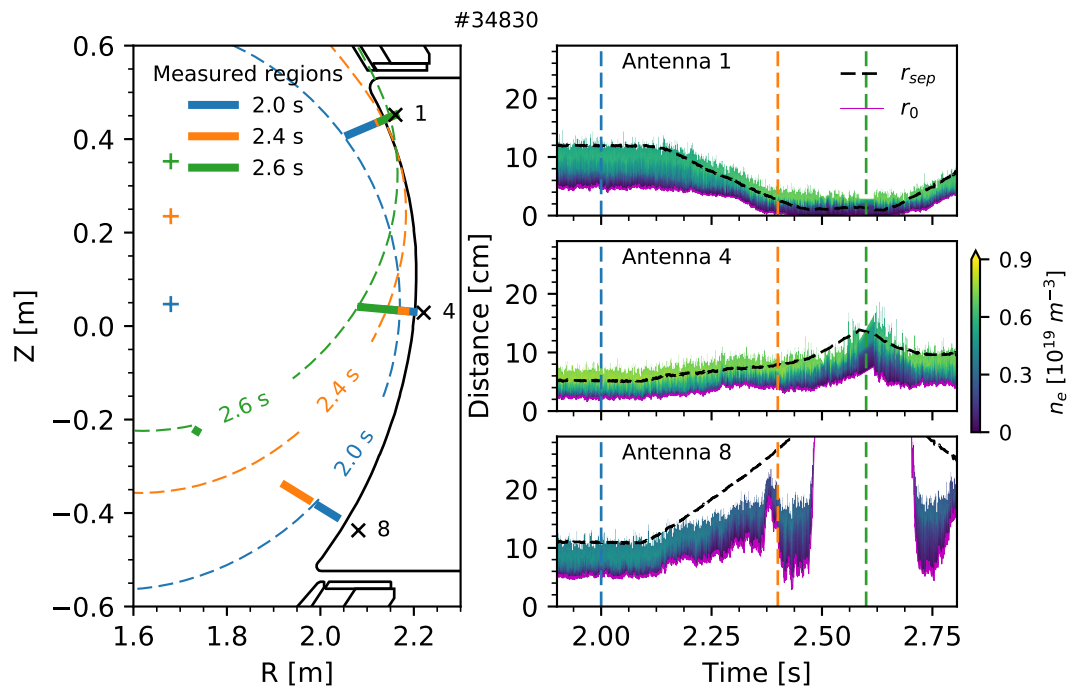 #34830
Measured regions
2.0 s
2.4 s
2.6 s
1
4
8
2.6 s
2.4 s
2.0 s
0.6
0.4
0.2
0.0
−0.2
−0.4
−0.6
Z [m]
1.6
1.8
2.0
2.2
R [m]
Antenna 1
r_sep
r_0
20
10
0
Antenna 4
20
10
0
Distance [cm]
Antenna 8
20
10
0
2.00
2.25
2.50
2.75
Time [s]
0.9
0.6
0.3
0
n_e [10^19 m^−3]